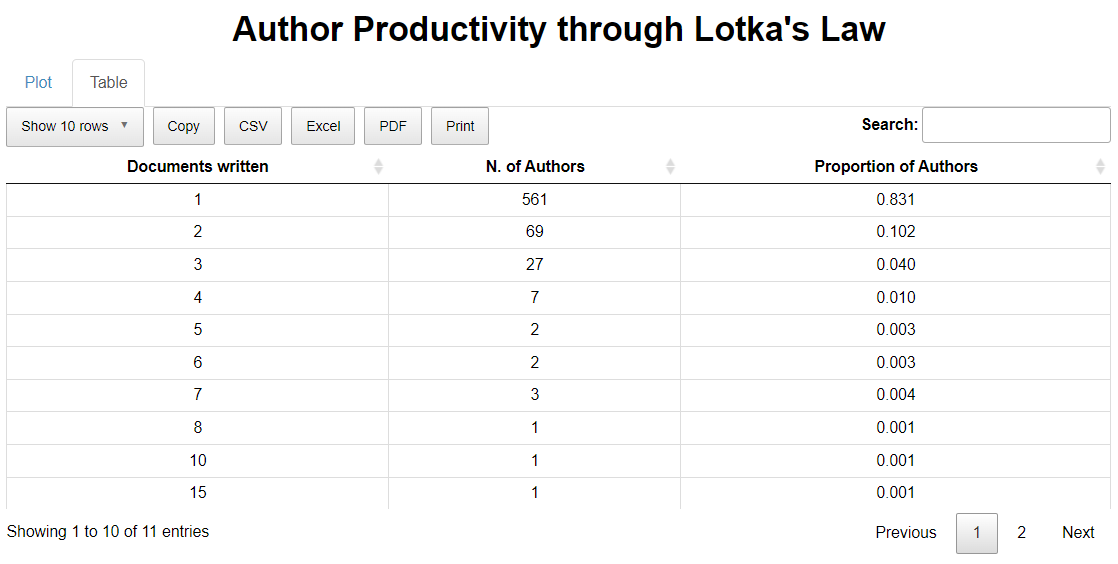 Author Productivity through Lotka's Law
Plot Table
Show 10 rows Copy CSV Excel PDF Print Search:
Documents written N. of Authors Proportion of Authors
1 561 0.831
2 69 0.102
3 27 0.040
4 7 0.010
5 2 0.003
6 2 0.003
7 3 0.004
8 1 0.001
10 1 0.001
15 1 0.001
Showing 1 to 10 of 11 entries Previous 1 2 Next